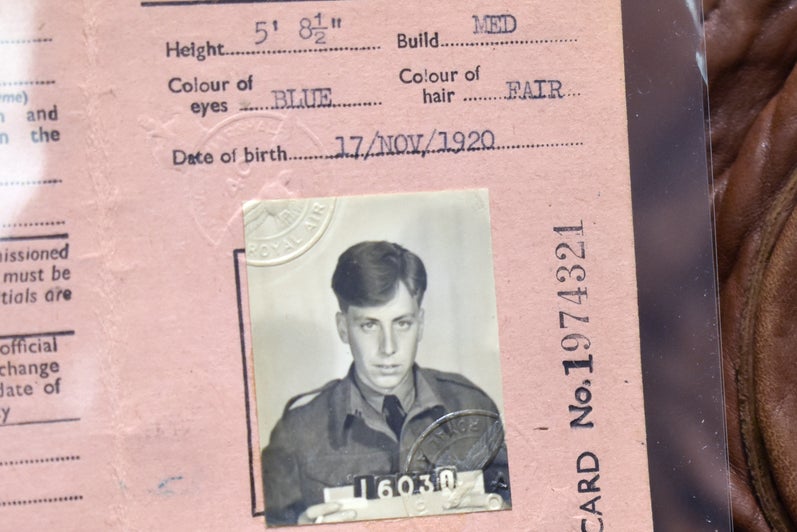 Height 5' 8½" Build MED
Colour of eyes BLUE Colour of hair FAIR
Date of birth 17/NOV/1920
me)
and
n the
issioned
must be
tials are
official
change
date of
y
ROYAL AIR
CARD No. 1974321